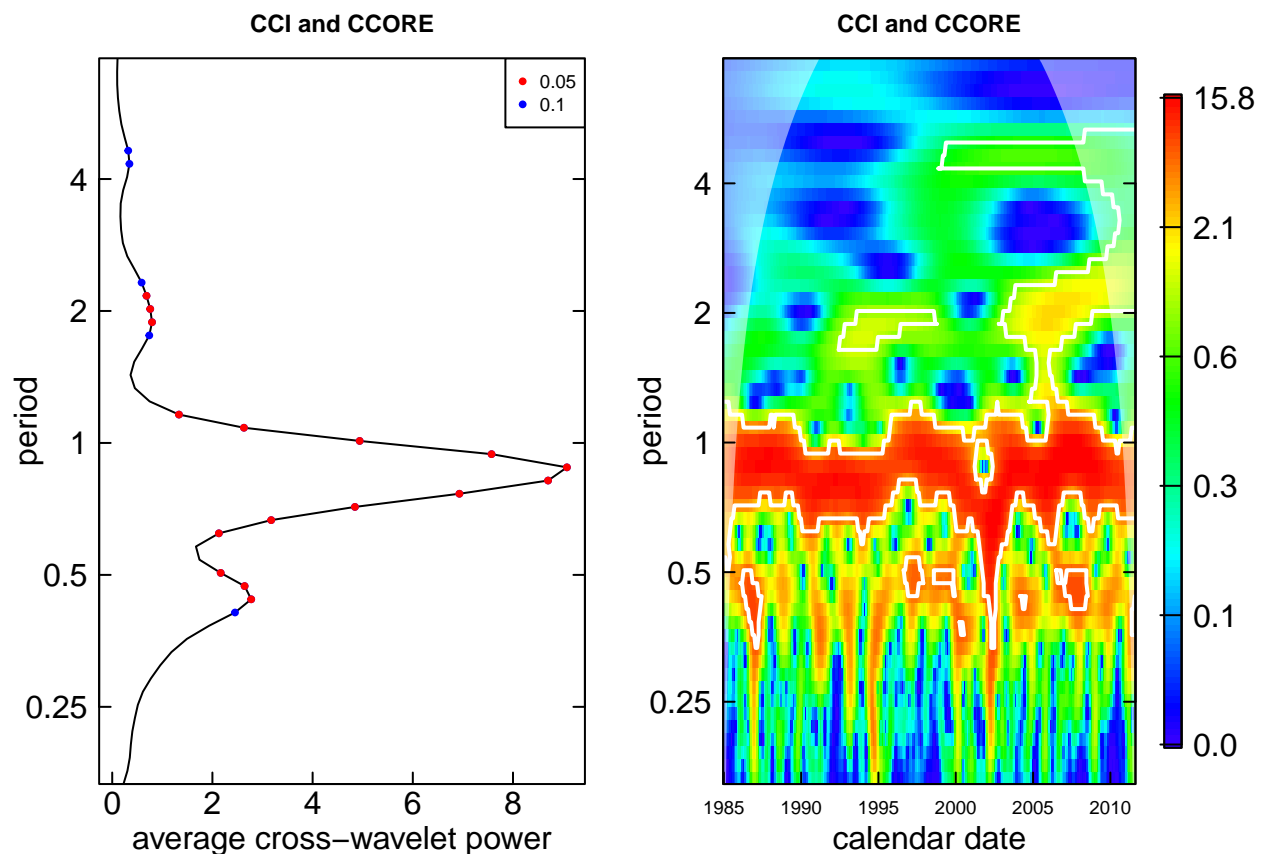 CCI and CCORE
0.05
0.1
4
2
1
0.5
0.25
period
0 2 4 6 8
average cross−wavelet power
CCI and CCORE
4
2
1
0.5
0.25
period
1985 1990 1995 2000 2005 2010
calendar date
15.8
2.1
0.6
0.3
0.1
0.0